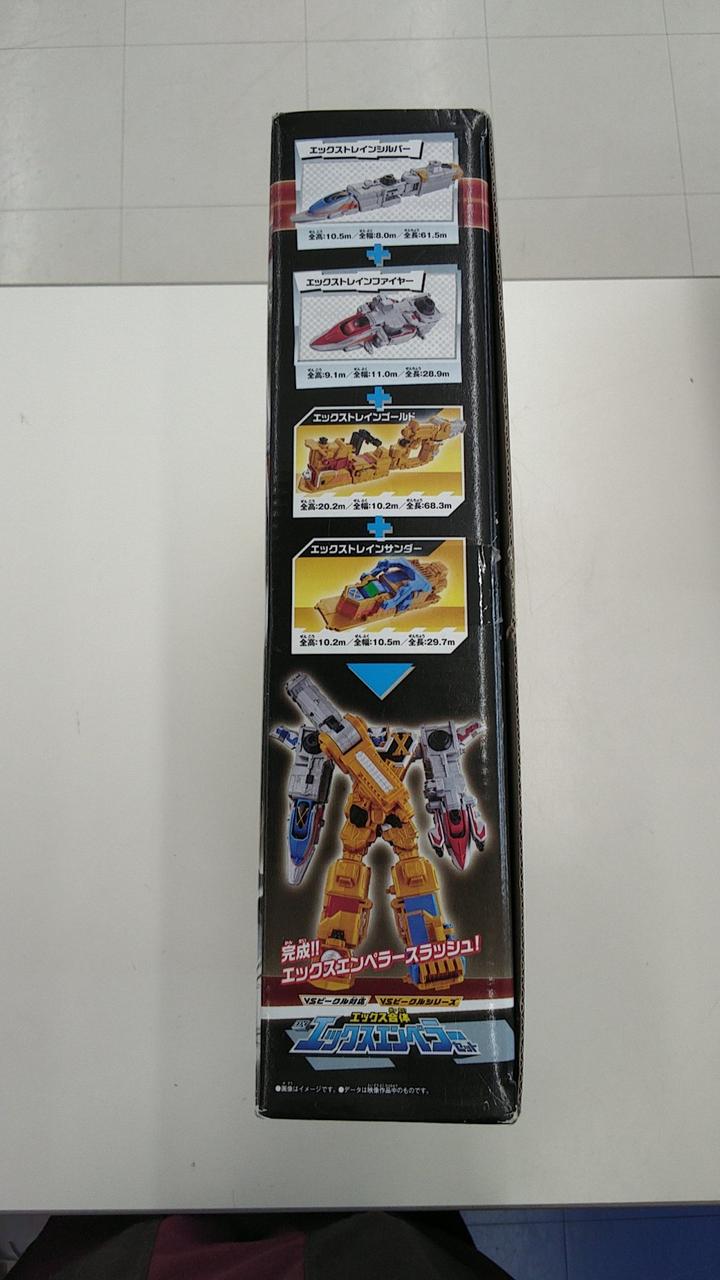 エックストレインシルバー
全高:10.5m／全幅:8.0m／全長:61.5m
エックストレインファイヤー
全高:9.1m／全幅:11.0m／全長:28.9m
エックストレインゴールド
全高:20.2m／全幅:10.2m／全長:68.3m
エックストレインサンダー
全高:10.2m／全幅:10.5m／全長:29.7m
完成!!
エックスエンペラースラッシュ!
VSビークル対応 VSビークルシリーズ
エックス合体
DX エックスエンペラーセット
●画像はイメージです。●データは映像作品中のものです。